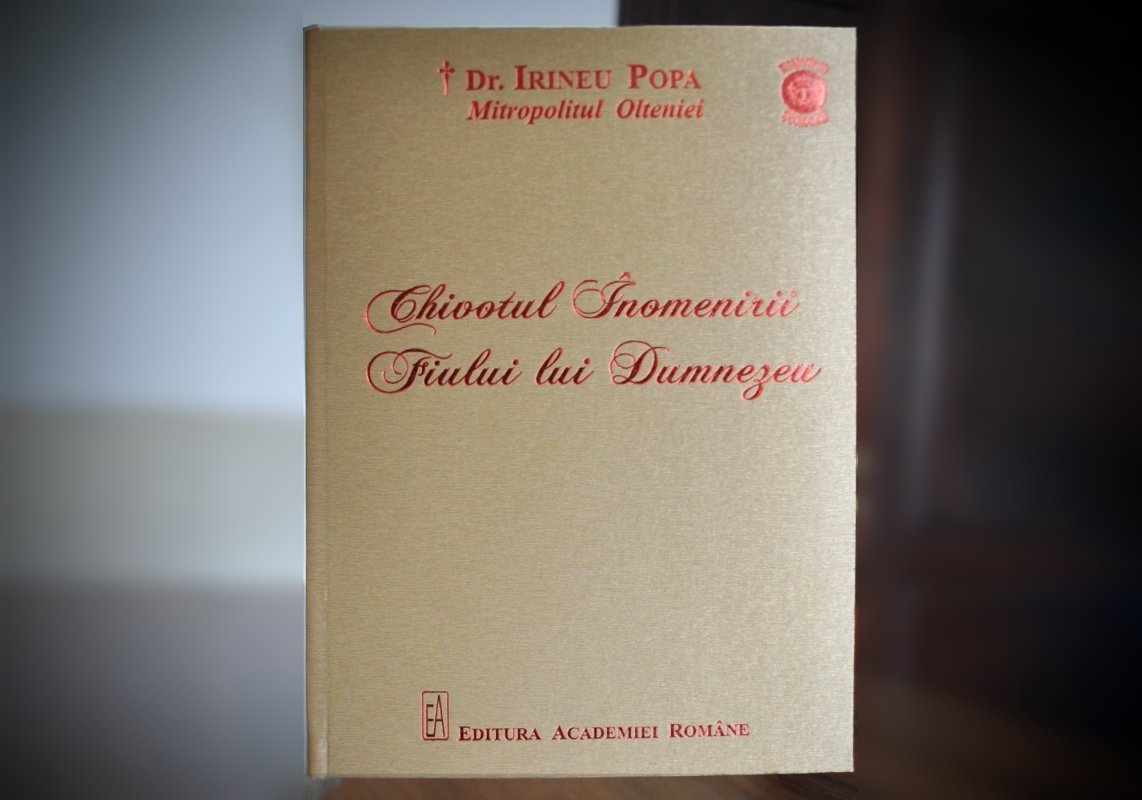 † Dr. IRINEU POPA
Mitropolitul Olteniei
Chivotul Înomenirii
Fiului lui Dumnezeu
EA EDITURA ACADEMIEI ROMÂNE